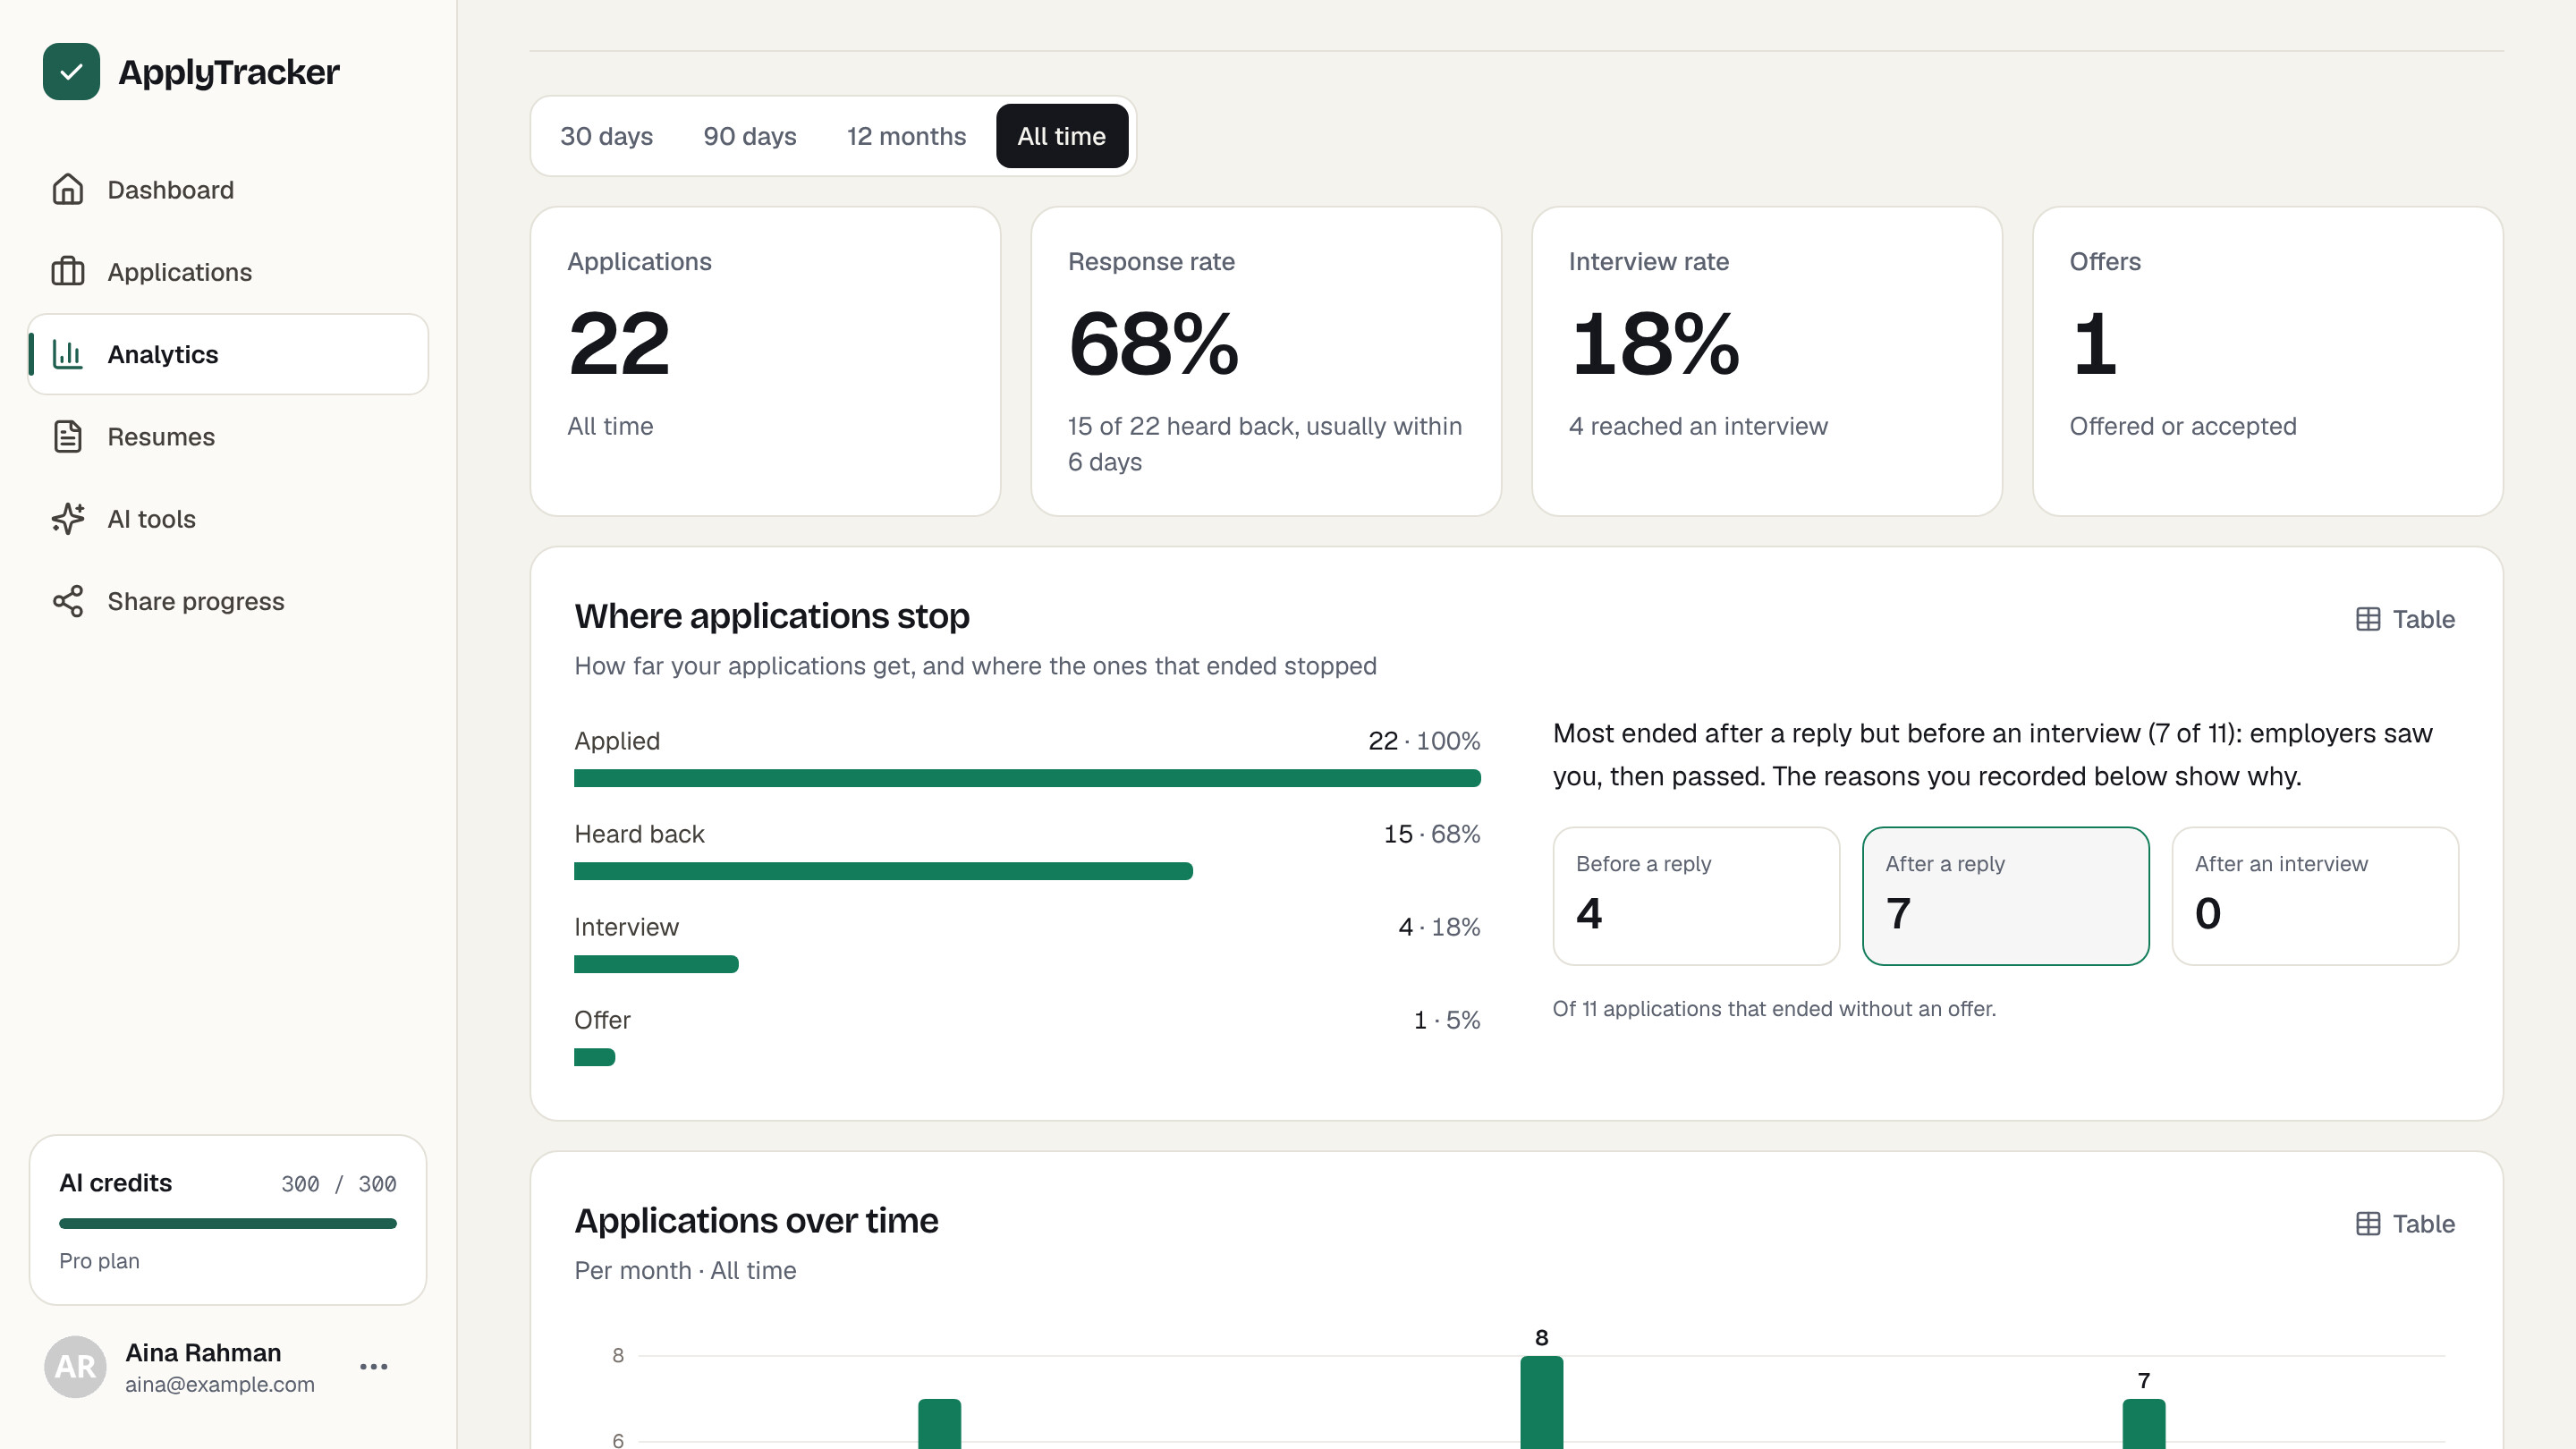 ApplyTracker
Dashboard
Applications
Analytics
Resumes
AI tools
Share progress
AI credits
300 / 300
Pro plan
AR
Aina Rahman
aina@example.com
30 days
90 days
12 months
All time
Applications
22
All time
Response rate
68%
15 of 22 heard back, usually within
6 days
Interview rate
18%
4 reached an interview
Offers
1
Offered or accepted
Where applications stop
Table
How far your applications get, and where the ones that ended stopped
Applied
22 · 100%
Heard back
15 · 68%
Interview
4 · 18%
Offer
1 · 5%
Most ended after a reply but before an interview (7 of 11): employers saw
you, then passed. The reasons you recorded below show why.
Before a reply
4
After a reply
7
After an interview
0
Of 11 applications that ended without an offer.
Applications over time
Table
Per month · All time
8
8
7
6